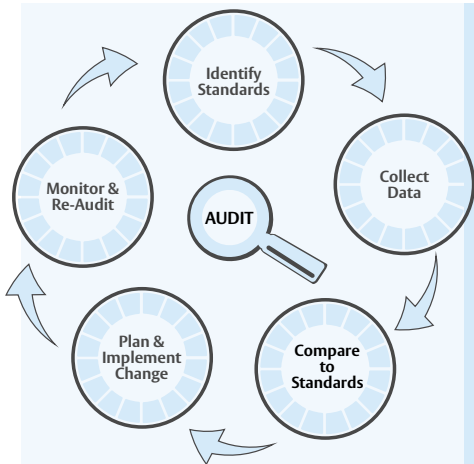 Identify
Standards
Collect
Data
Compare
to
Standards
Plan &
Implement
Change
Monitor &
Re-Audit
AUDIT